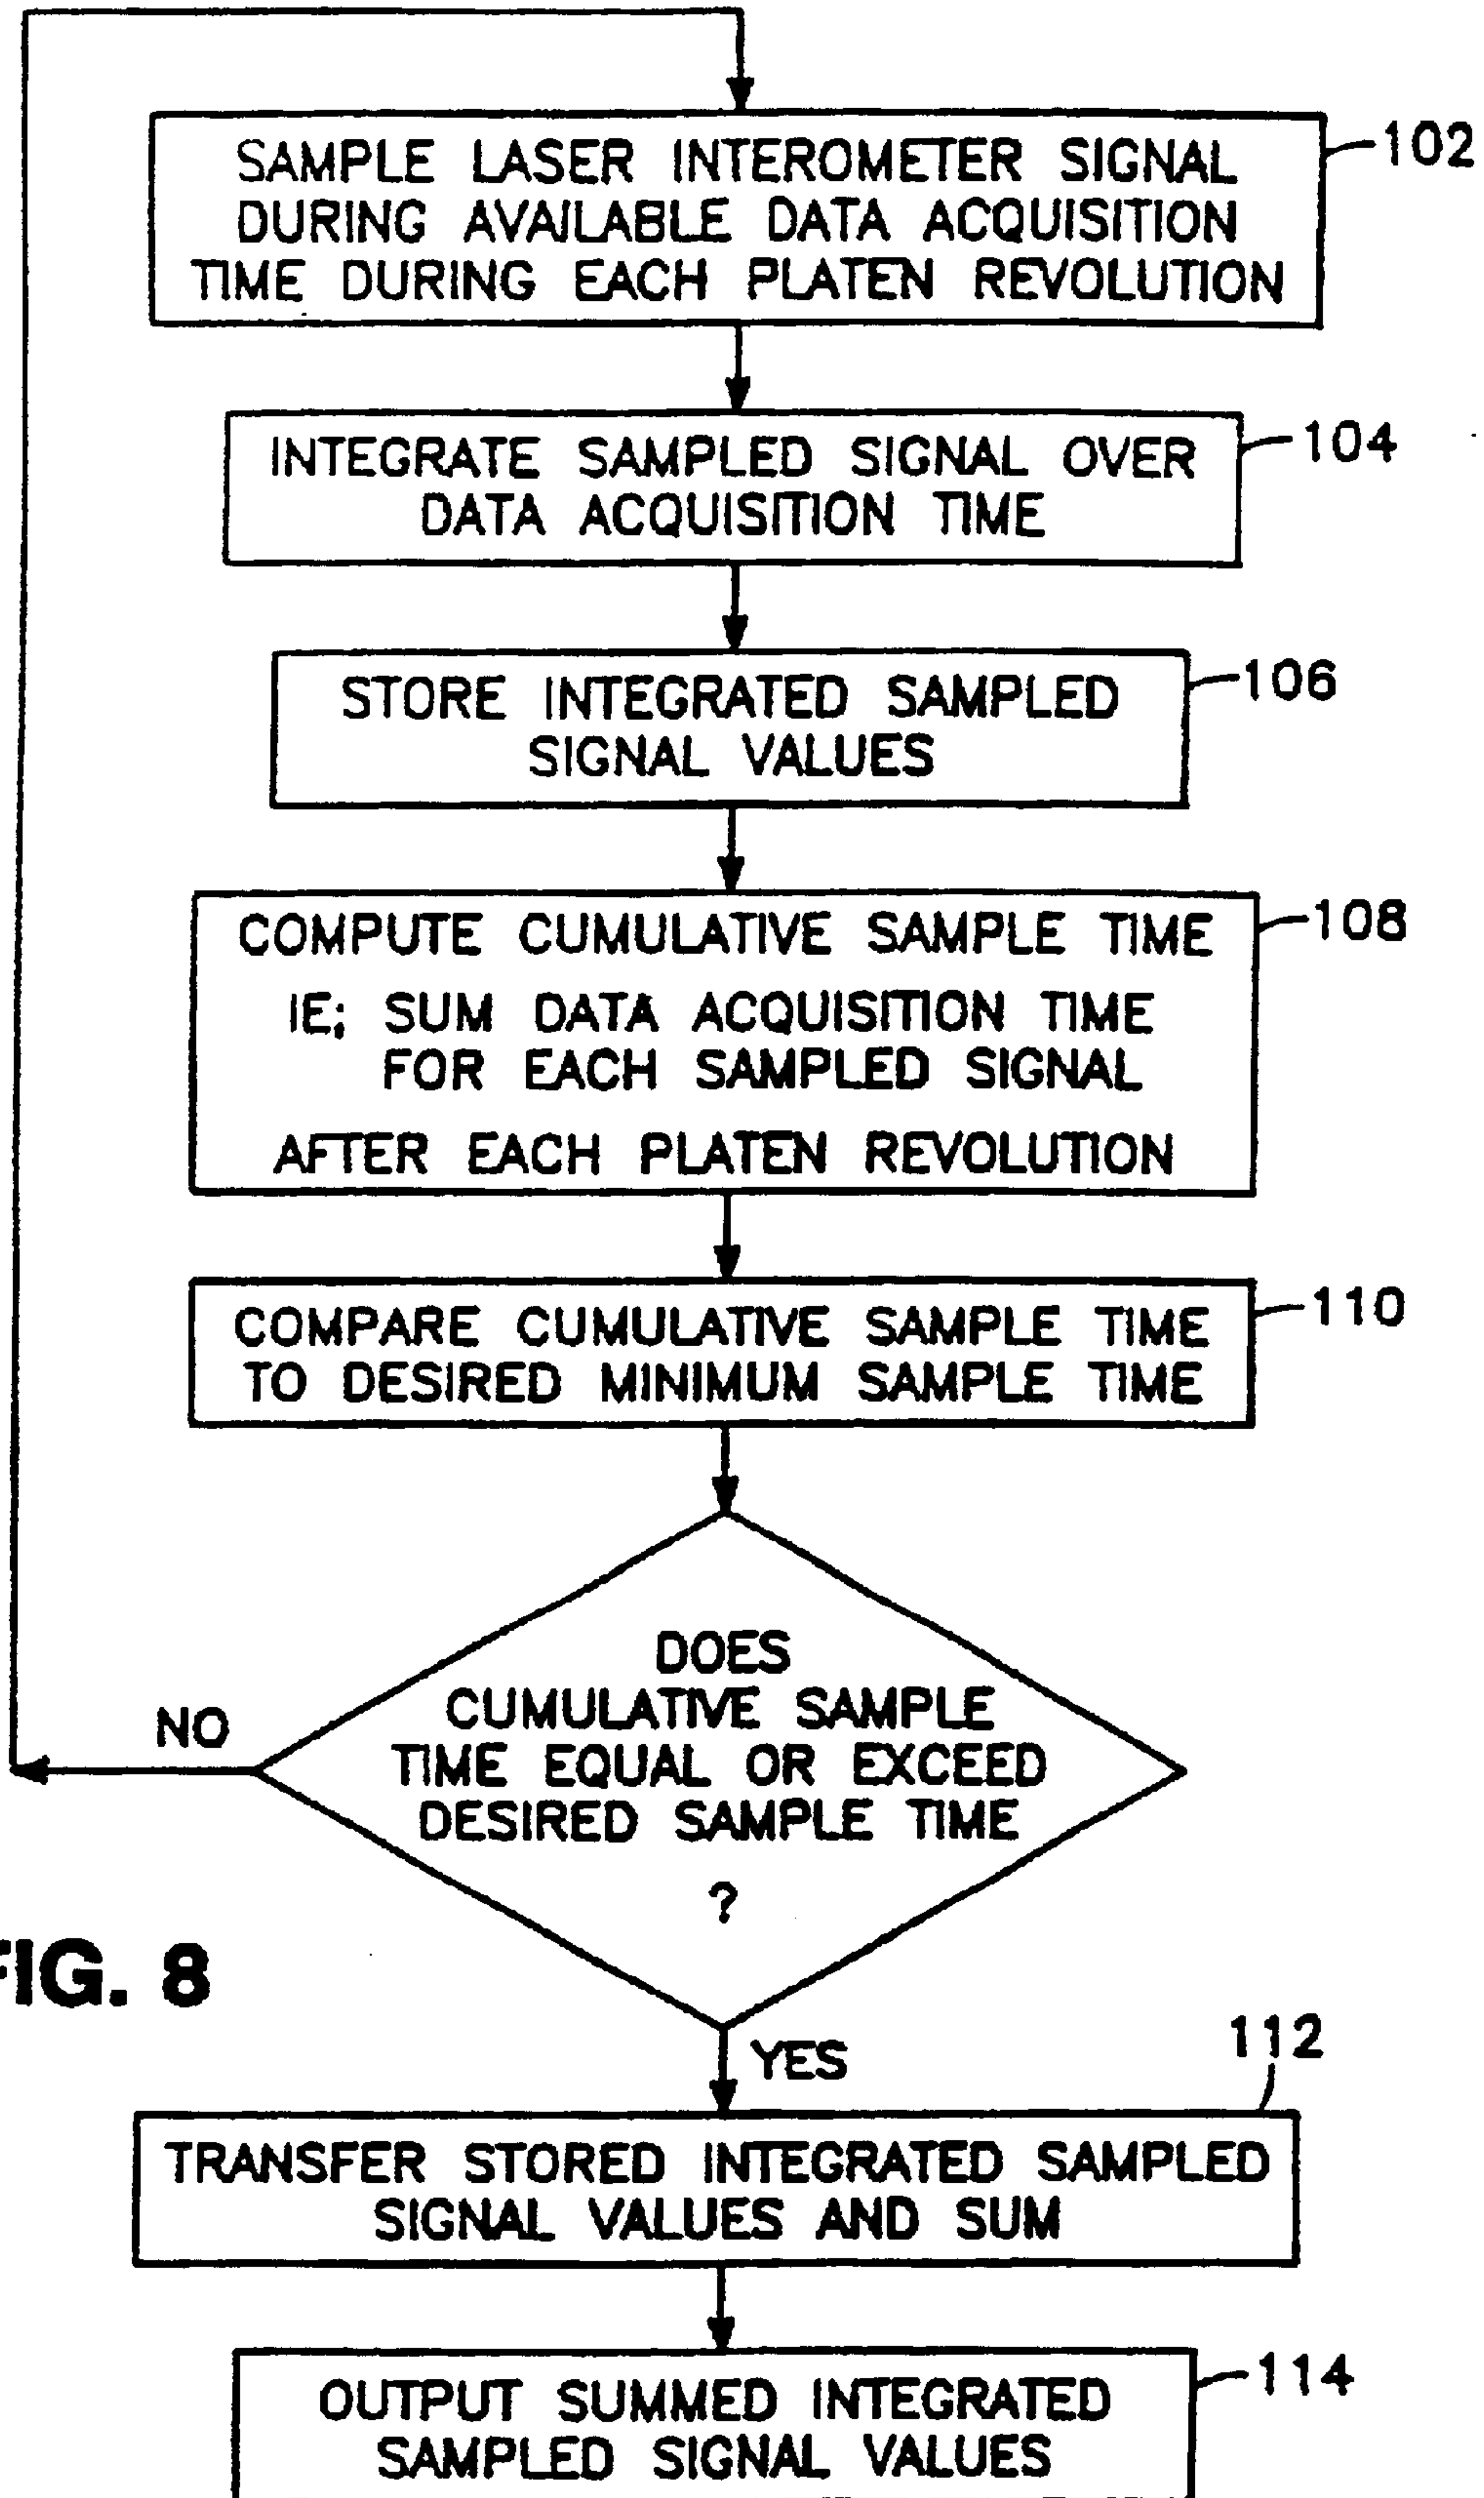 SAMPLE LASER INTEROMETER SIGNAL
DURING AVAILABLE DATA ACQUISITION
TIME DURING EACH PLATEN REVOLUTION
102
INTEGRATE SAMPLED SIGNAL OVER
DATA ACQUISITION TIME
104
STORE INTEGRATED SAMPLED
SIGNAL VALUES
106
COMPUTE CUMULATIVE SAMPLE TIME
IE; SUM DATA ACQUISITION TIME
FOR EACH SAMPLED SIGNAL
AFTER EACH PLATEN REVOLUTION
108
COMPARE CUMULATIVE SAMPLE TIME
TO DESIRED MINIMUM SAMPLE TIME
110
DOES
CUMULATIVE SAMPLE
TIME EQUAL OR EXCEED
DESIRED SAMPLE TIME
?
NO
FIG. 8
YES
112
TRANSFER STORED INTEGRATED SAMPLED
SIGNAL VALUES AND SUM
OUTPUT SUMMED INTEGRATED
SAMPLED SIGNAL VALUES
114